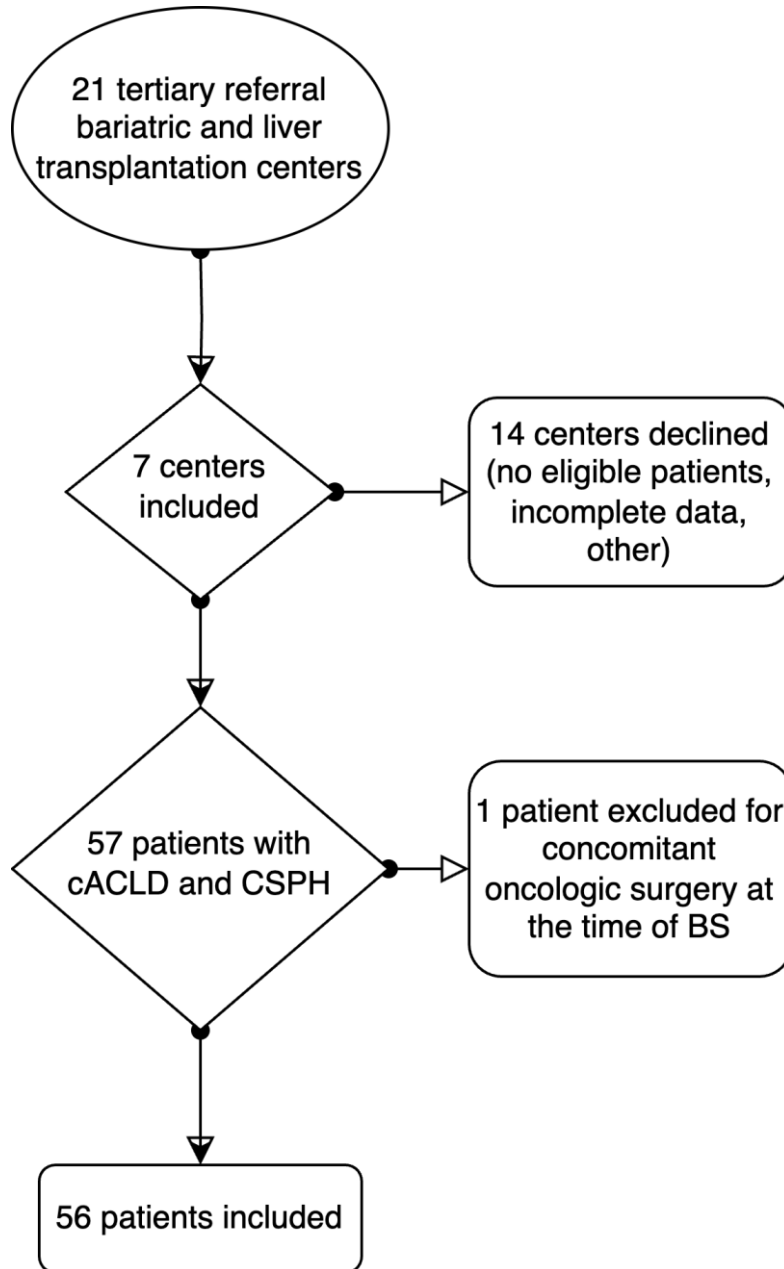 21 tertiary referral
bariatric and liver
transplantation centers
7 centers
included
14 centers declined
(no eligible patients,
incomplete data,
other)
57 patients with
cACLD and CSPH
1 patient excluded for
concomitant
oncologic surgery at
the time of BS
56 patients included